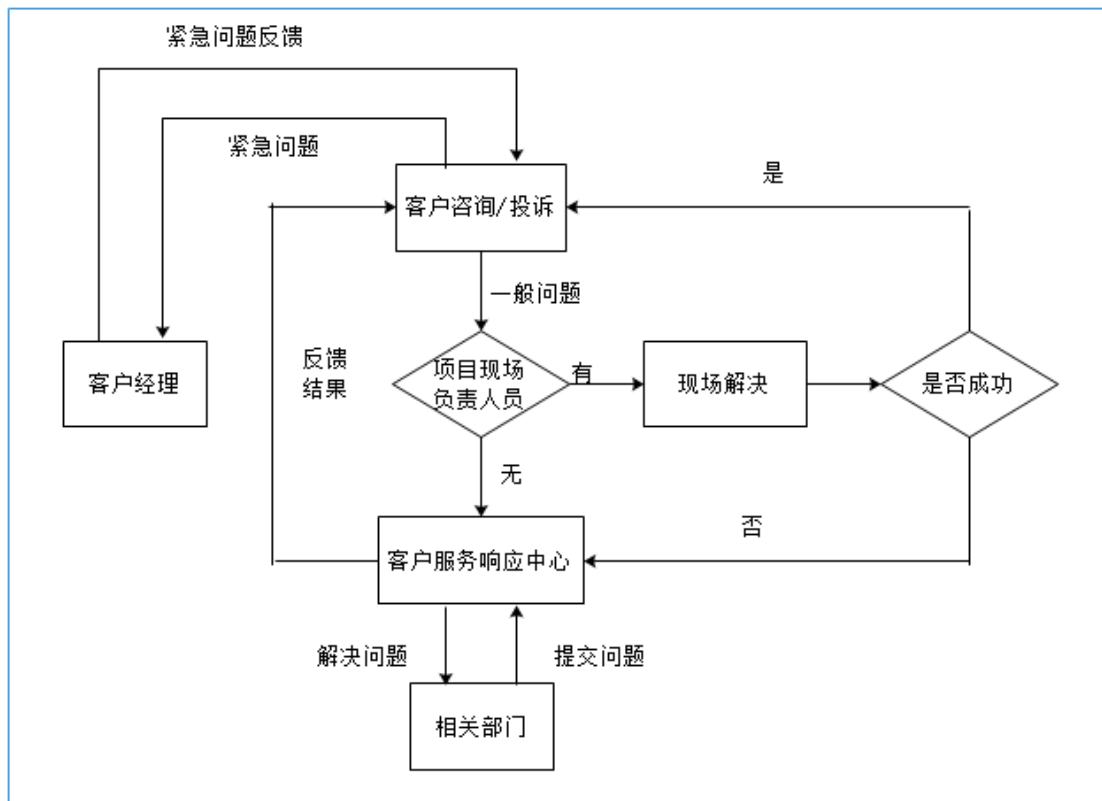 紧急问题反馈
紧急问题
是
客户咨询/投诉
一般问题
客户经理
反馈
结果
项目现场
负责人员
有
现场解决
是否成功
无
否
客户服务响应中心
解决问题
提交问题
相关部门